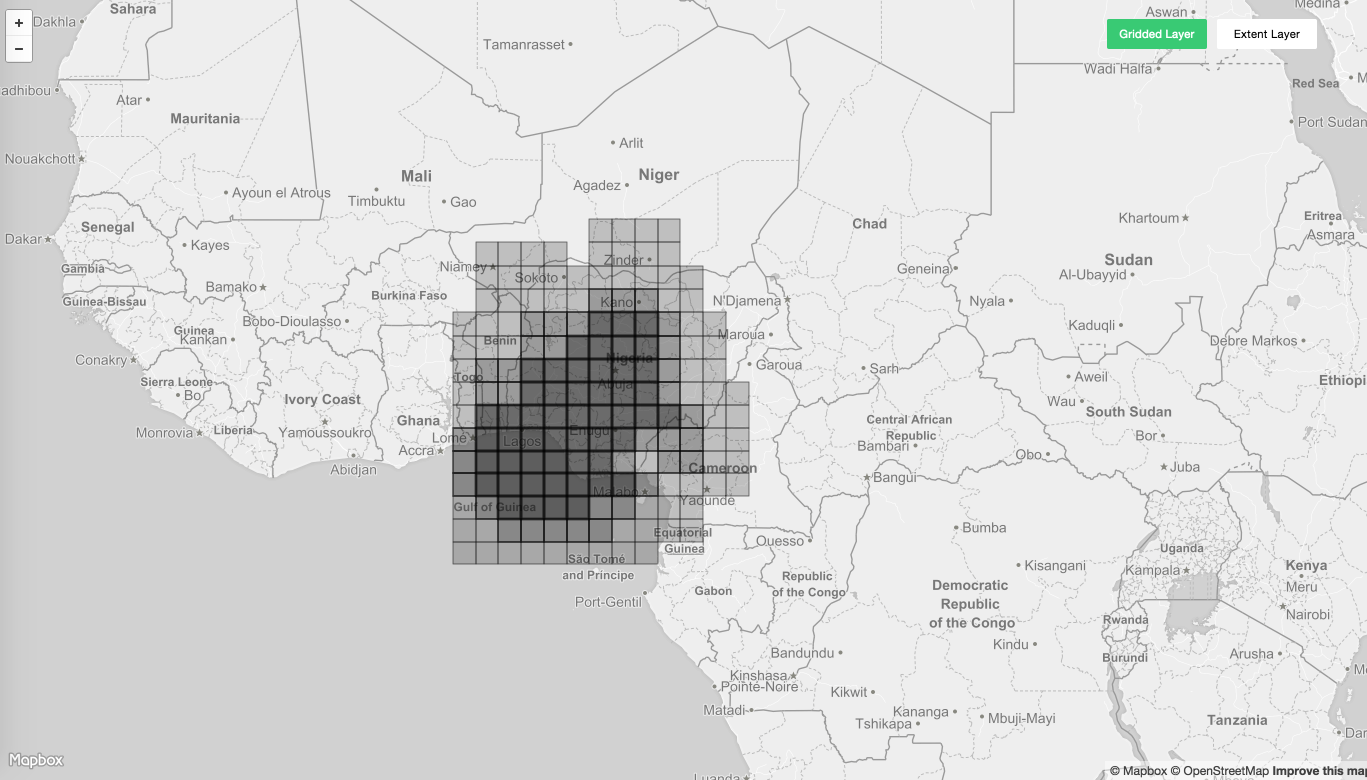 Sahara
Aswan
Medina
+
Dakhla
Gridded Layer
Extent Layer
Tamanrasset
−
Wadi Halfa
Red Sea
M
adhibou
Atar
Mauritania
Port Sudan
Arlit
Nouakchott
Mali
Niger
Agadez
Ayoun el Atrous
Timbuktu
Gao
Senegal
Chad
Khartoum
Eritrea
Asmara
Dakar
Kayes
Zinder
Sudan
Gambia
Niamey
Sokoto
Geneina
Al-Ubayyid
Bamako
Burkina Faso
Guinea-Bissau
Kano
N'Djamena
Nyala
Bobo-Dioulasso
Kaduqli
Guinea
Kankan
Benin
Maroua
Debre Markos
Conakry
Nigeria
Garoua
Sarh
Togo
Aweil
Sierra Leone
Abuja
Ethiopi
Bo
Ivory Coast
Wau
South Sudan
Ghana
Central African
Republic
Monrovia
Liberia
Yamoussoukro
Enugu
Lomé
Lagos
Bor
Accra
Bambari
Obo
Abidjan
Cameroon
Juba
Bangui
Malabo
Yaounde
Gulf of Guinea
Bumba
Equatorial
Guinea
Ouesso
Uganda
São Tomé
and Principe
Kisangani
Kampala
Kenya
Republic
of the Congo
Democratic
Republic
of the Congo
Meru
Gabon
Port-Gentil
Nairobi
Rwanda
Kindu
Bandundu
Burundi
Arusha
Kinshasa
Pointe-Noire
Mo
Kikwit
Matadi
Kananga
Mbuji-Mayi
Tshikapa
Tanzania
Dar
Mapbox
Luanda
© Mapbox © OpenStreetMap Improve this map